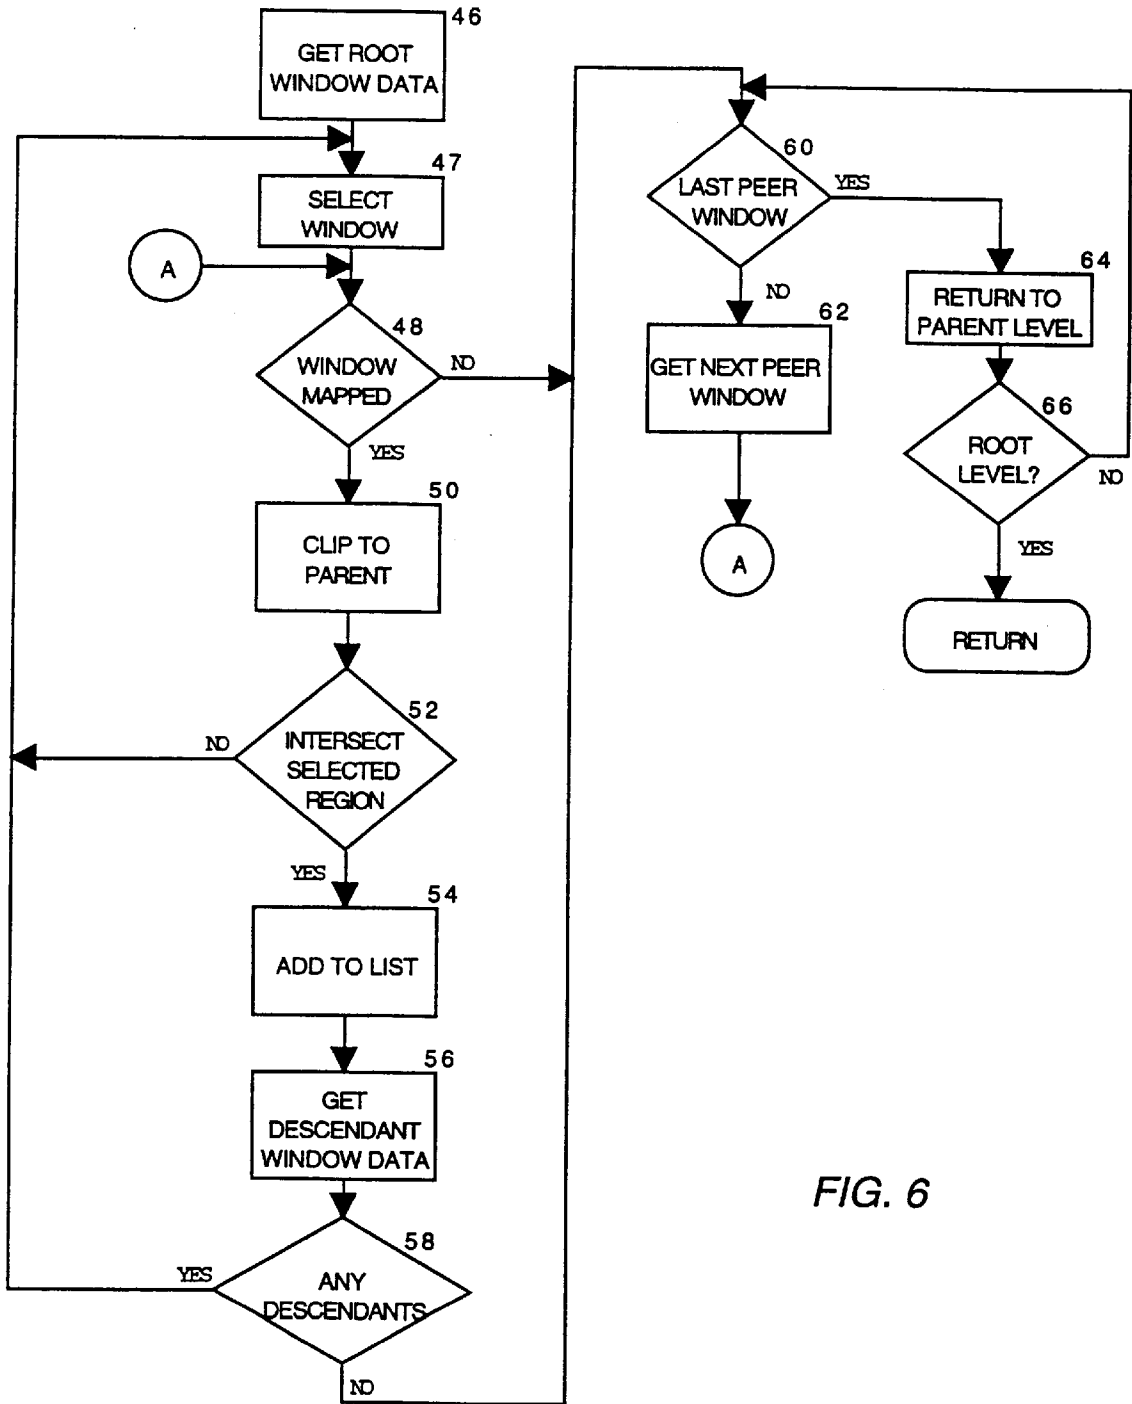 46
GET ROOT
WINDOW DATA
47
SELECT
WINDOW
A
48
WINDOW
MAPPED
NO
YES
50
CLIP TO
PARENT
52
INTERSECT
SELECTED
REGION
NO
YES
54
ADD TO LIST
56
GET
DESCENDANT
WINDOW DATA
58
ANY
DESCENDANTS
YES
NO
60
LAST PEER
WINDOW
YES
NO
62
GET NEXT PEER
WINDOW
A
64
RETURN TO
PARENT LEVEL
66
ROOT
LEVEL?
NO
YES
RETURN
FIG. 6